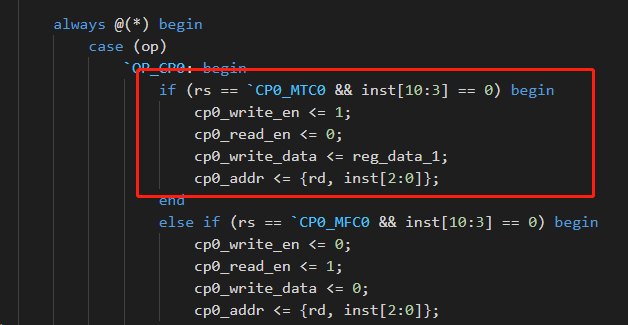 always @(*) begin
case (op)
`OP_CP0: begin
if (rs == `CP0_MTC0 && inst[10:3] == 0) begin
cp0_write_en <= 1;
cp0_read_en <= 0;
cp0_write_data <= reg_data_1;
cp0_addr <= {rd, inst[2:0]};
end
else if (rs == `CP0_MFC0 && inst[10:3] == 0) begin
cp0_write_en <= 0;
cp0_read_en <= 1;
cp0_write_data <= 0;
cp0_addr <= {rd, inst[2:0]};